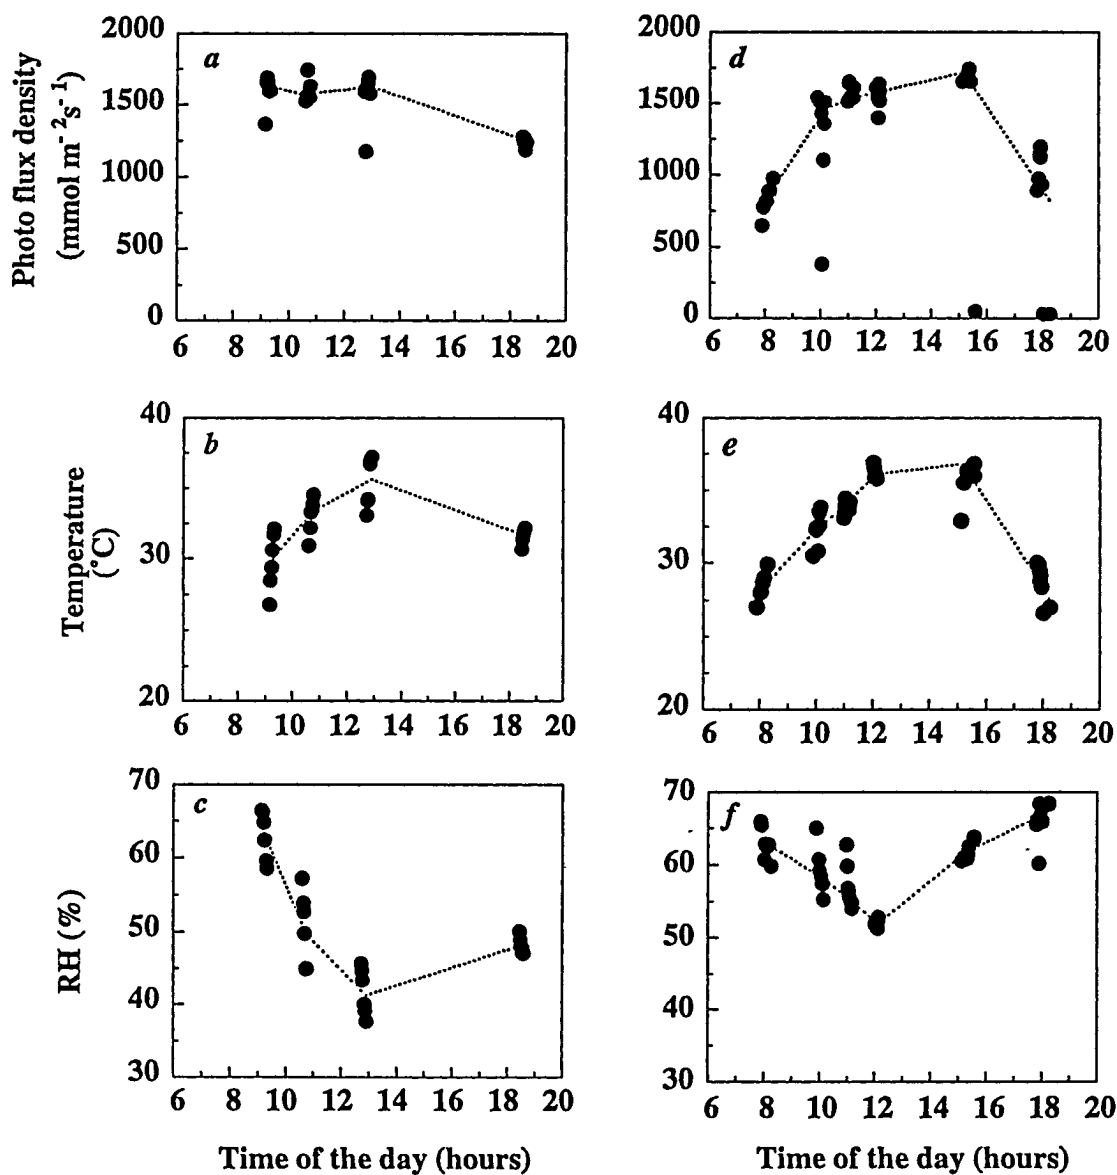 Photo flux density
(mmol m⁻²s⁻¹)
2000
1500
1000
500
0
a
6 8 10 12 14 16 18 20
2000
1500
1000
500
0
d
6 8 10 12 14 16 18 20
Temperature
(°C)
40
30
20
b
6 8 10 12 14 16 18 20
40
30
20
e
6 8 10 12 14 16 18 20
RH (%)
70
60
50
40
30
c
6 8 10 12 14 16 18 20
Time of the day (hours)
70
60
50
40
30
f
6 8 10 12 14 16 18 20
Time of the day (hours)